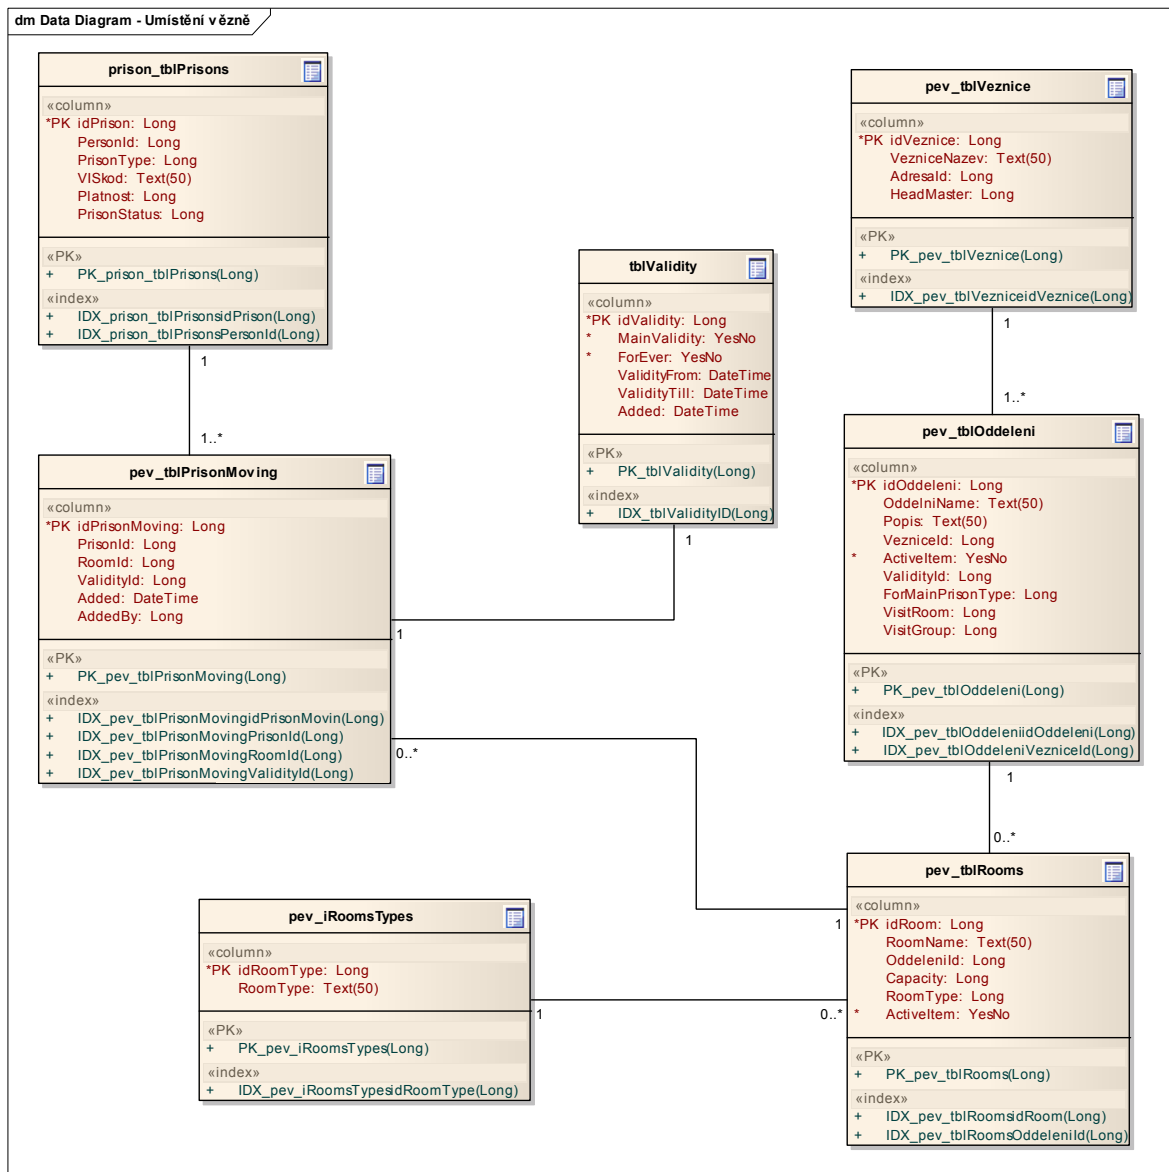 dm Data Diagram - Umístění vězně
prison_tblPrisons
«column»
*PK idPrison: Long
PersonId: Long
PrisonType: Long
VISkod: Text(50)
Platnost: Long
PrisonStatus: Long
«PK»
+ PK_prison_tblPrisons(Long)
«index»
+ IDX_prison_tblPrisonsidPrison(Long)
+ IDX_prison_tblPrisonsPersonId(Long)
1
1..*
pev_tblPrisonMoving
«column»
*PK idPrisonMoving: Long
PrisonId: Long
RoomId: Long
ValidityId: Long
Added: DateTime
AddedBy: Long
«PK»
+ PK_pev_tblPrisonMoving(Long)
«index»
+ IDX_pev_tblPrisonMovingidPrisonMovin(Long)
+ IDX_pev_tblPrisonMovingPrisonId(Long)
+ IDX_pev_tblPrisonMovingRoomId(Long)
+ IDX_pev_tblPrisonMovingValidityId(Long)
1
0..*
tblValidity
«column»
*PK idValidity: Long
* MainValidity: YesNo
* ForEver: YesNo
ValidityFrom: DateTime
ValidityTill: DateTime
Added: DateTime
«PK»
+ PK_tblValidity(Long)
«index»
+ IDX_tblValidityID(Long)
1
pev_tblVeznice
«column»
*PK idVeznice: Long
VezniceNazev: Text(50)
AdresaId: Long
HeadMaster: Long
«PK»
+ PK_pev_tblVeznice(Long)
«index»
+ IDX_pev_tblVezniceidVeznice(Long)
1
1..*
pev_tblOddeleni
«column»
*PK idOddeleni: Long
OddelniName: Text(50)
Popis: Text(50)
VezniceId: Long
* ActiveItem: YesNo
ValidityId: Long
ForMainPrisonType: Long
VisitRoom: Long
VisitGroup: Long
«PK»
+ PK_pev_tblOddeleni(Long)
«index»
+ IDX_pev_tblOddeleniidOddeleni(Long)
+ IDX_pev_tblOddeleniVezniceId(Long)
1
0..*
pev_tblRooms
«column»
*PK idRoom: Long
RoomName: Text(50)
OddeleniId: Long
Capacity: Long
RoomType: Long
* ActiveItem: YesNo
«PK»
+ PK_pev_tblRooms(Long)
«index»
+ IDX_pev_tblRoomsidRoom(Long)
+ IDX_pev_tblRoomsOddeleniId(Long)
1
0..*
pev_iRoomsTypes
«column»
*PK idRoomType: Long
RoomType: Text(50)
«PK»
+ PK_pev_iRoomsTypes(Long)
«index»
+ IDX_pev_iRoomsTypesidRoomType(Long)
1